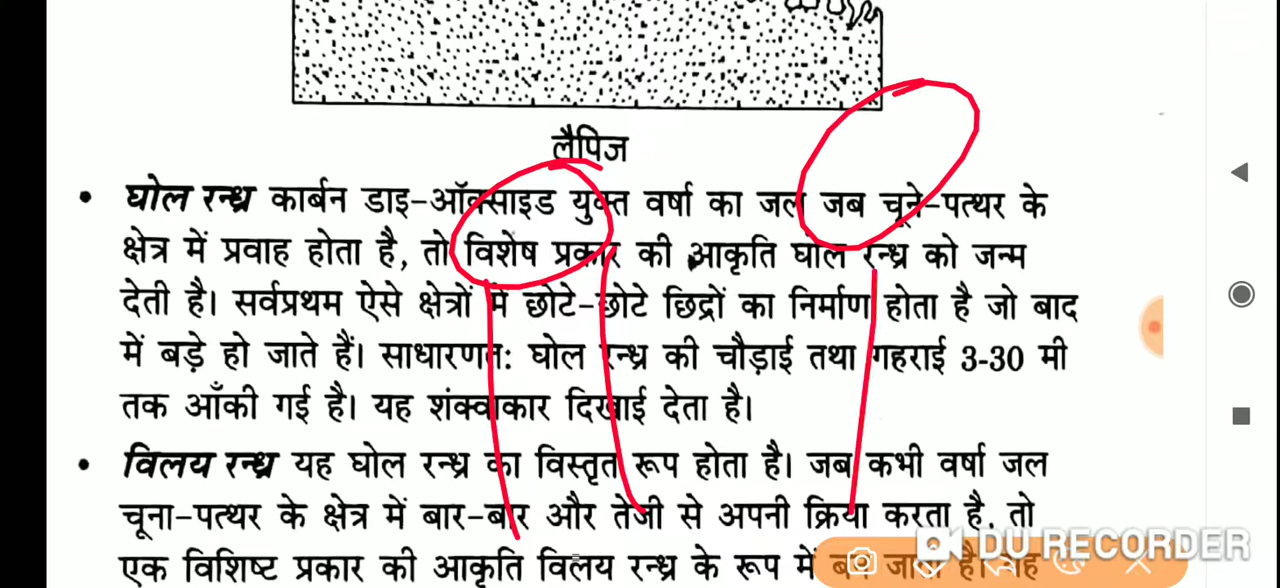 लैपिज
• घोल रन्ध्र कार्बन डाइ-ऑक्साइड युक्त वर्षा का जल जब चूने-पत्थर के
क्षेत्र में प्रवाह होता है, तो विशेष प्रकार की आकृति घोल रन्ध्र को जन्म
देती है। सर्वप्रथम ऐसे क्षेत्रों में छोटे-छोटे छिद्रों का निर्माण होता है जो बाद
में बड़े हो जाते हैं। साधारणत: घोल रन्ध्र की चौड़ाई तथा गहराई 3-30 मी
तक आँकी गई है। यह शंक्वाकार दिखाई देता है।
• विलय रन्ध्र यह घोल रन्ध्र का विस्तृत रूप होता है। जब कभी वर्षा जल
चूना-पत्थर के क्षेत्र में बार-बार और तेजी से अपनी क्रिया करता है, तो
एक विशिष्ट प्रकार की आकृति विलय रन्ध्र के रूप में बन जाती है। यह
DU RECORDER